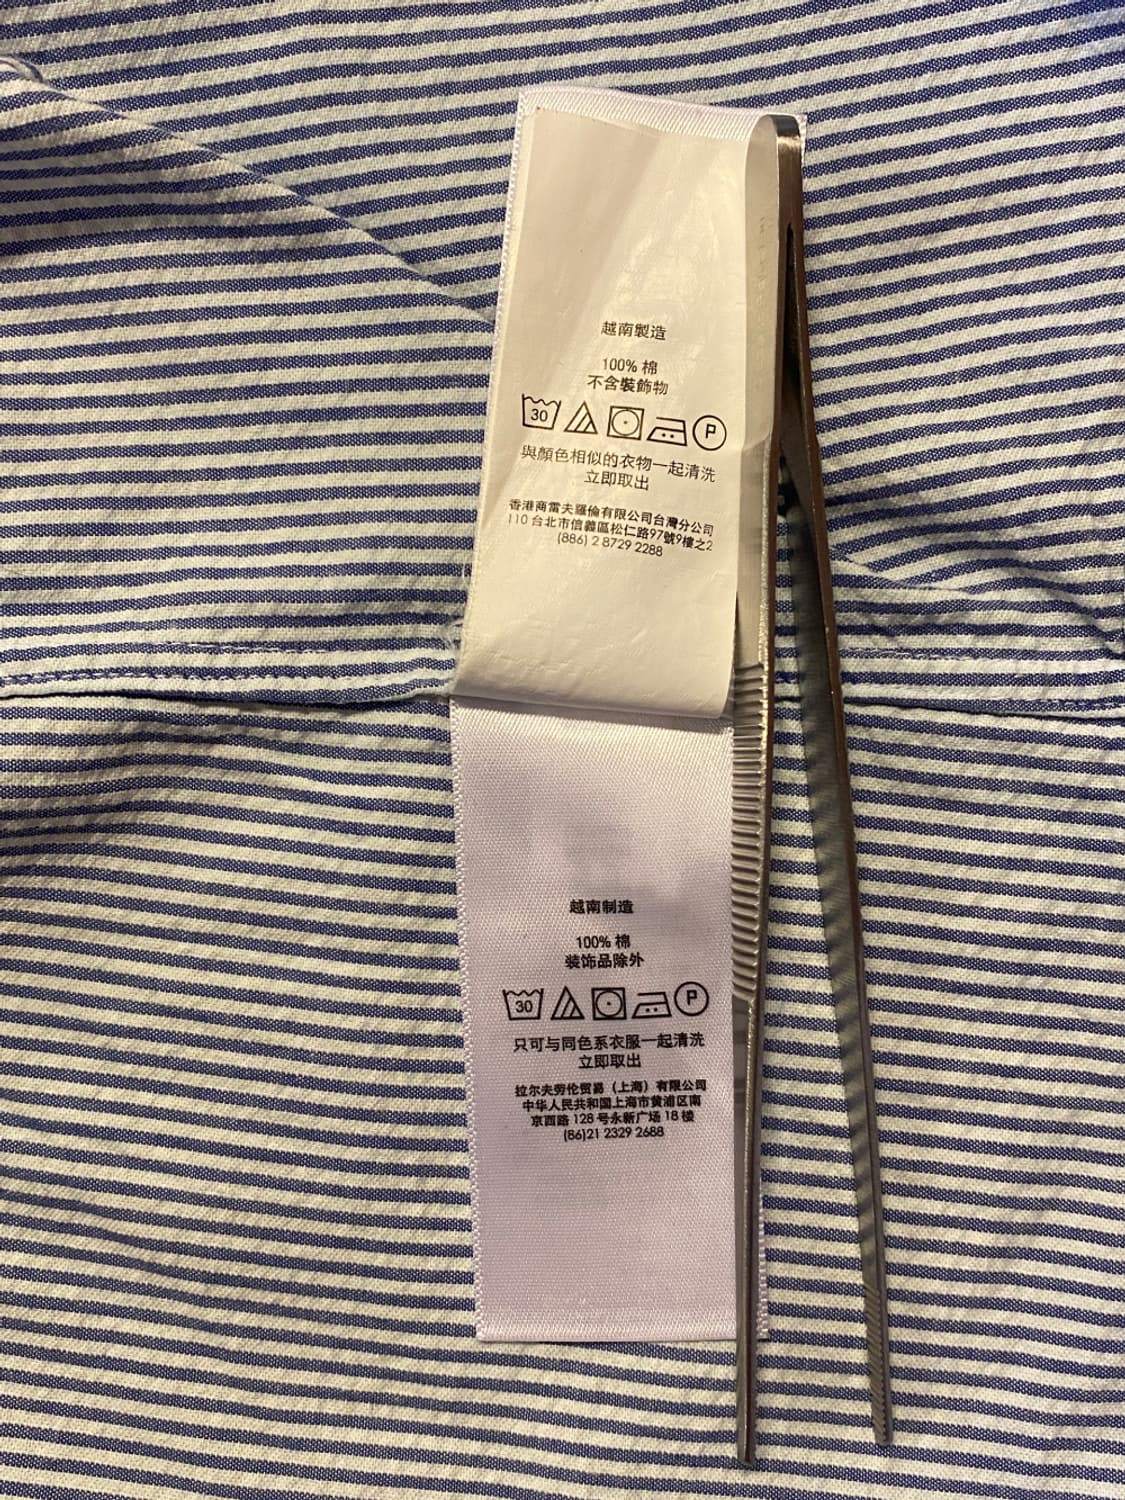 越南製造
100% 棉
不含裝飾物
30 P
與顏色相似的衣物一起清洗
立即取出
香港商雷夫羅倫有限公司台灣分公司
110 台北市信義區松仁路97號9樓之2
(886) 2 8729 2288
越南制造
100% 棉
装饰品除外
30 P
只可与同色系衣服一起清洗
立即取出
拉尔夫劳伦贸易（上海）有限公司
中华人民共和国上海市黄浦区南
京西路 128 号永新广场 18 楼
(86)21 2329 2688